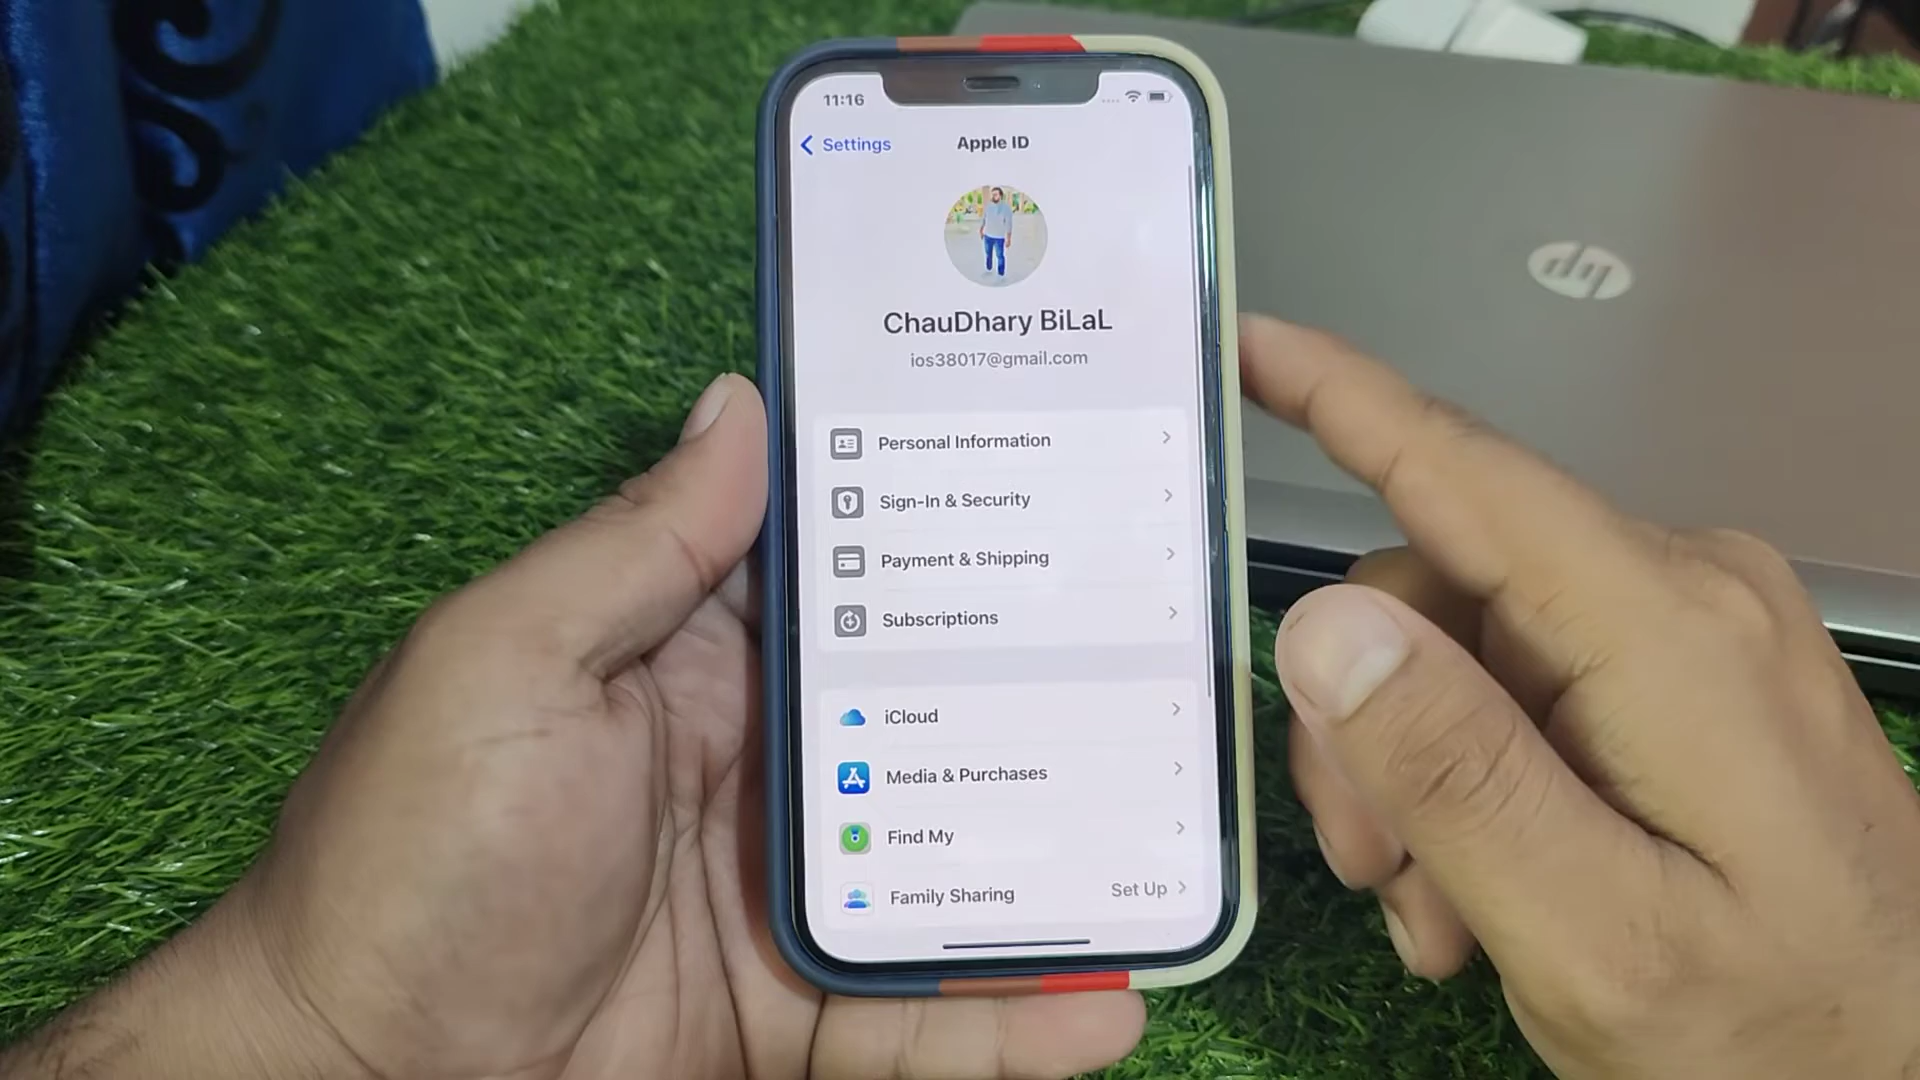 11:16
Settings
Apple ID
ChauDhary BiLaL
ios38017@gmail.com
Personal Information
Sign-In & Security
Payment & Shipping
Subscriptions
iCloud
Media & Purchases
Find My
Family Sharing Set Up
hp